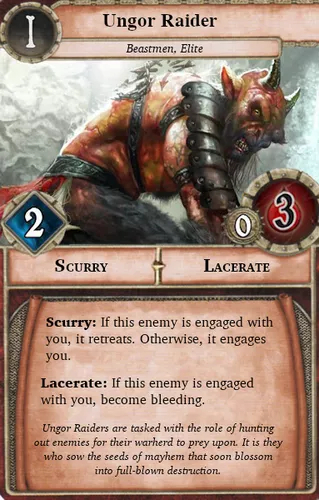 I
Ungor Raider
Beastmen, Elite
2
0
3
SCURRY
LACERATE
Scurry: If this enemy is engaged with
you, it retreats. Otherwise, it engages
you.
Lacerate: If this enemy is engaged
with you, become bleeding.
Ungor Raiders are tasked with the role of hunting
out enemies for their warherd to prey upon. It is they
who sow the seeds of mayhem that soon blossom
into full-blown destruction.